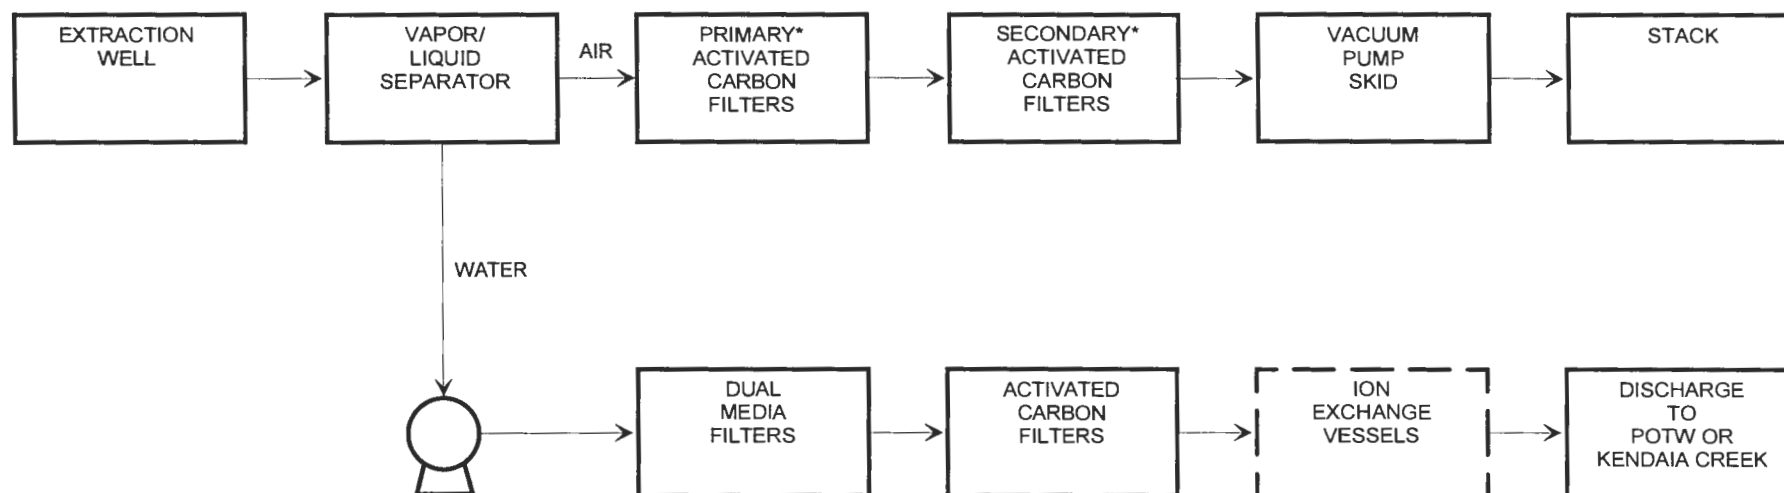 EXTRACTION
WELL
VAPOR/
LIQUID
SEPARATOR
AIR
PRIMARY*
ACTIVATED
CARBON
FILTERS
SECONDARY*
ACTIVATED
CARBON
FILTERS
VACUUM
PUMP
SKID
STACK
WATER
DUAL
MEDIA
FILTERS
ACTIVATED
CARBON
FILTERS
ION
EXCHANGE
VESSELS
DISCHARGE
TO
POTW OR
KENDAIA CREEK